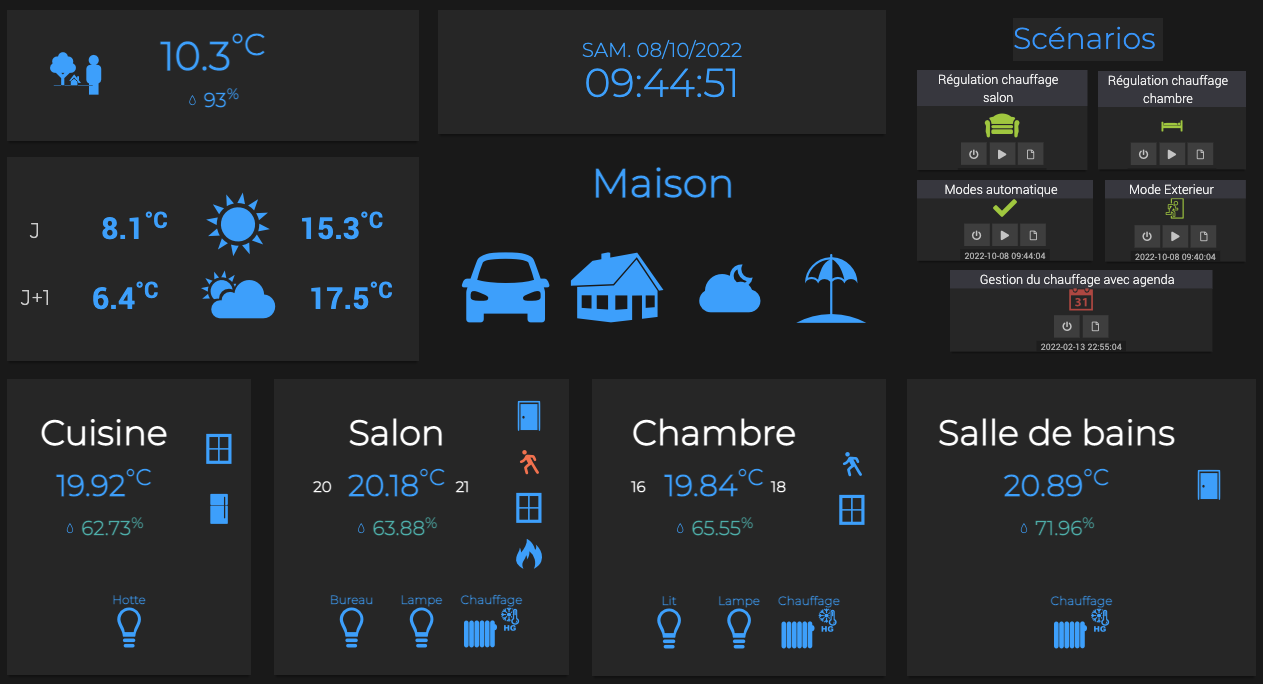 10.3°C
93%
SAM. 08/10/2022
09:44:51
Maison
Scénarios
Régulation chauffage
salon
Régulation chauffage
chambre
Modes automatique
2022-10-08 09:44:04
Mode Exterieur
2022-10-08 09:40:04
Gestion du chauffage avec agenda
31
2022-02-13 22:55:04
J 8.1°C 15.3°C
J+1 6.4°C 17.5°C
Cuisine
19.92°C
62.73%
Hotte
Salon
20 20.18°C 21
63.88%
Bureau Lampe Chauffage
HG
Chambre
16 19.84°C 18
65.55%
Lit Lampe Chauffage
HG
Salle de bains
20.89°C
71.96%
Chauffage
HG